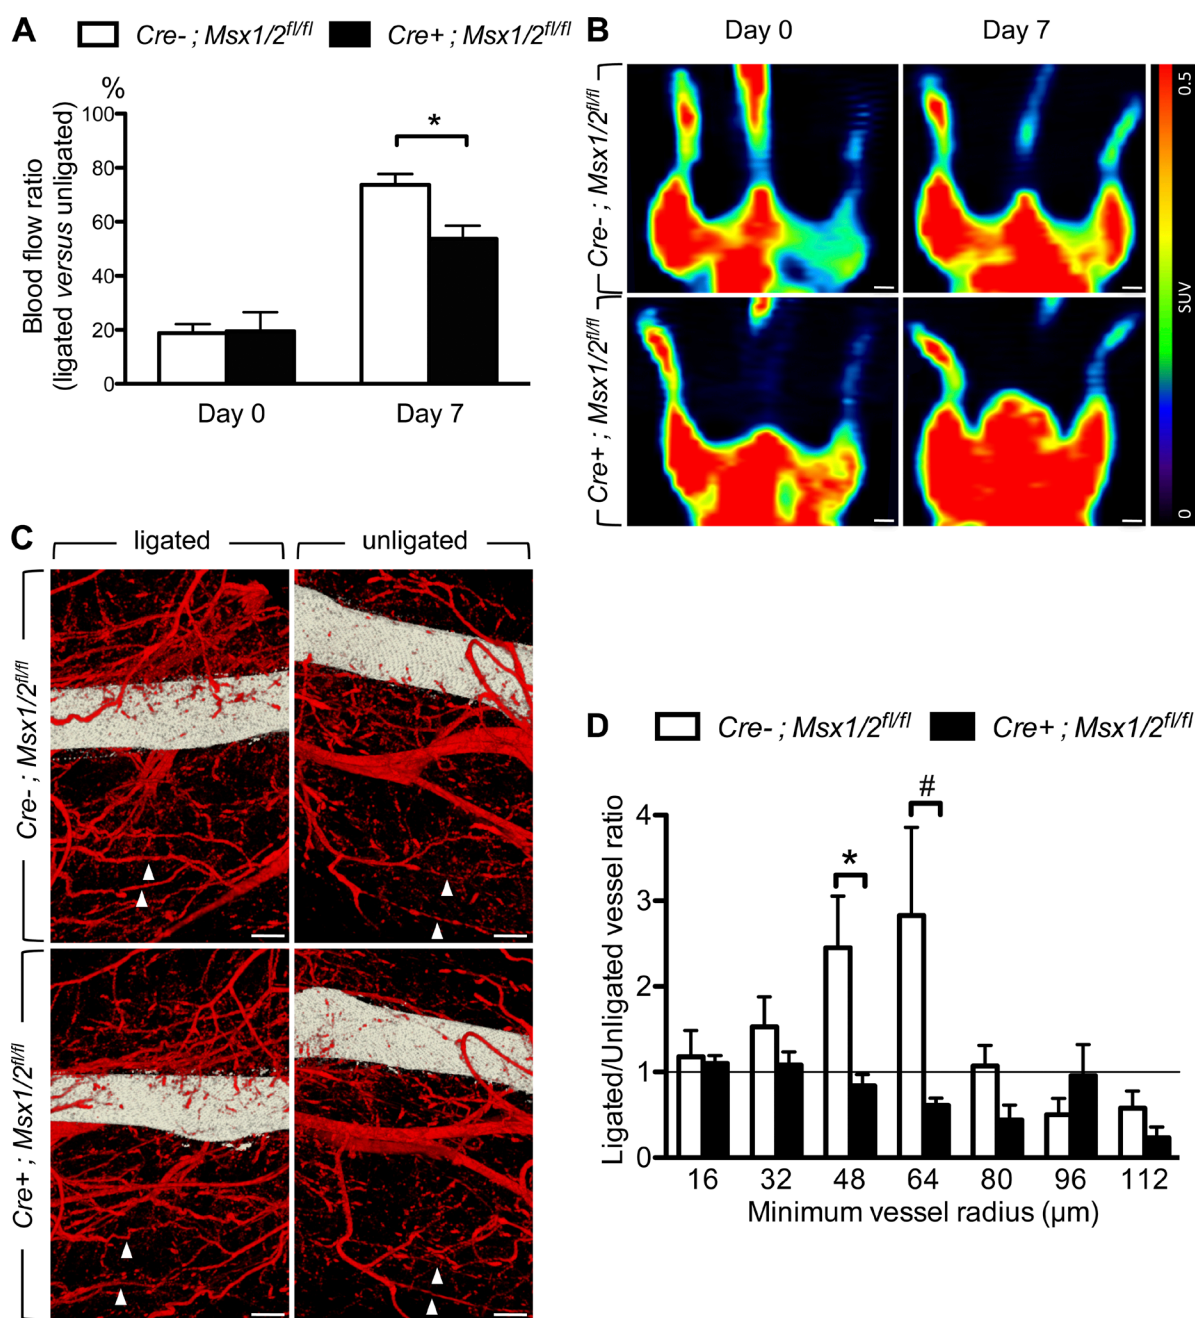 A
Cre- ; Msx1/2fl/fl
Cre+ ; Msx1/2fl/fl
%
Blood flow ratio
(ligated versus unligated)
100
80
60
40
20
0
*
Day 0
Day 7
B
Day 0
Day 7
Cre- ; Msx1/2fl/fl
Cre+ ; Msx1/2fl/fl
0.5
SUV
0
C
ligated
unligated
Cre- ; Msx1/2fl/fl
Cre+ ; Msx1/2fl/fl
D
Cre- ; Msx1/2fl/fl
Cre+ ; Msx1/2fl/fl
Ligated/Unligated vessel ratio
4
3
2
1
0
*
#
16 32 48 64 80 96 112
Minimum vessel radius (µm)